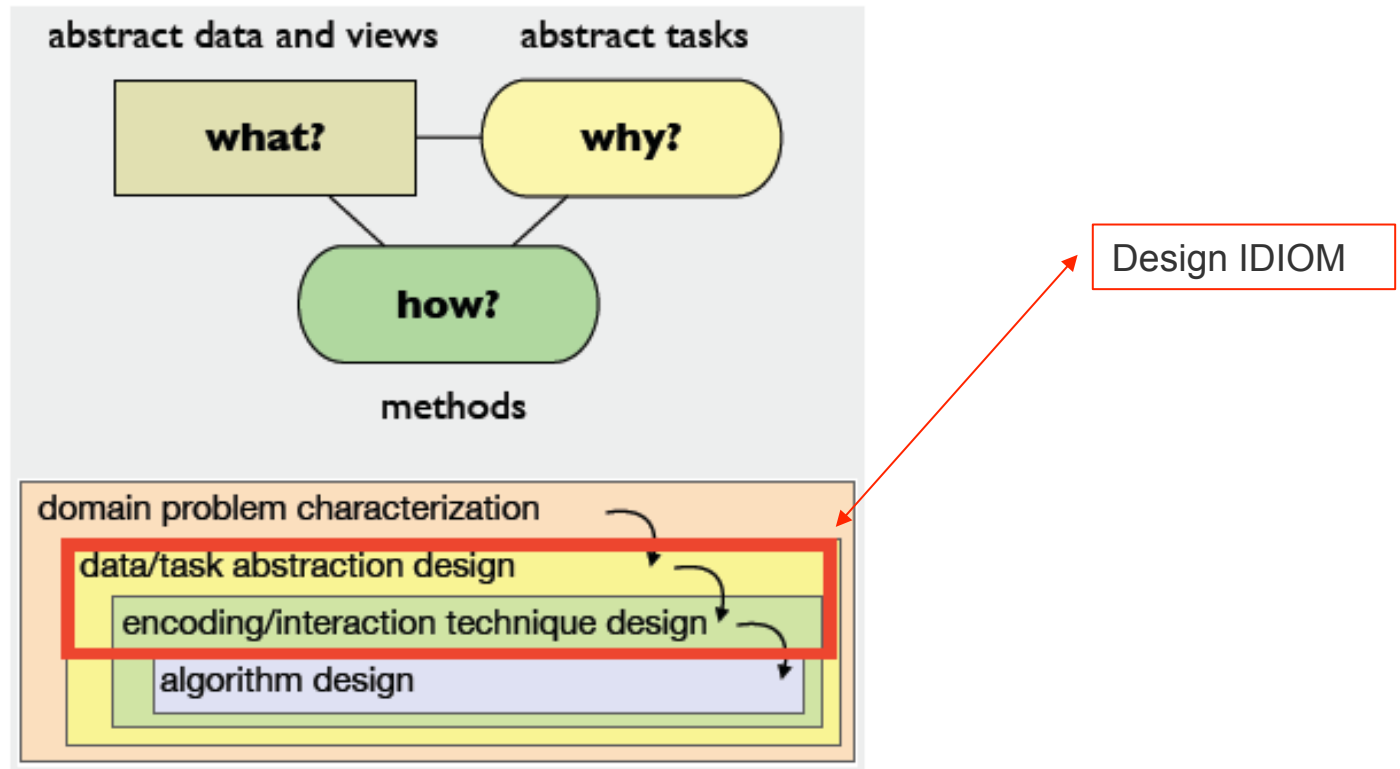 abstract data and views abstract tasks
what? why?
how?
methods
Design IDIOM
domain problem characterization
data/task abstraction design
encoding/interaction technique design
algorithm design